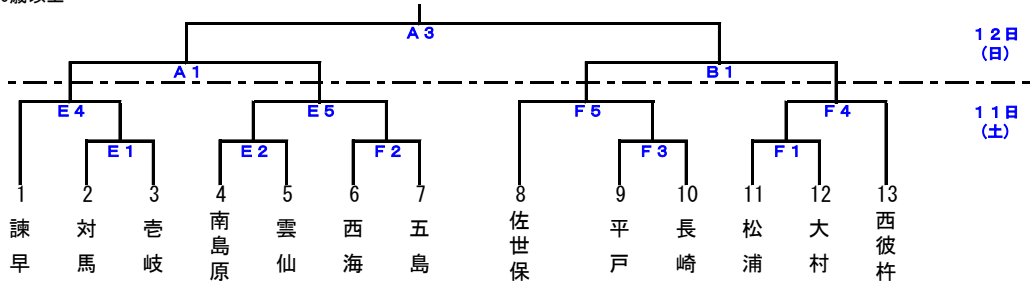 歳以上
A3
12日
(日)
A1
B1
E4
E5
F5
F4
11日
(土)
E1
E2
F2
F3
F1
1
2
3
4
5
6
7
8
9
10
11
12
13
諫早
対馬
壱岐
南島原
雲仙
西海
五島
佐世保
平戸
長崎
松浦
大村
西彼杵